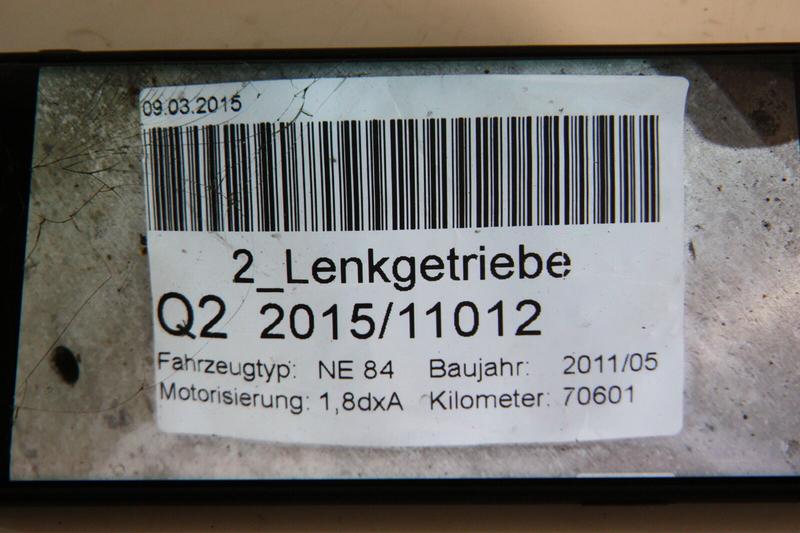 09.03.2015
2_Lenkgetriebe
Q2 2015/11012
Fahrzeugtyp: NE 84 Baujahr: 2011/05
Motorisierung: 1,8dxA Kilometer: 70601